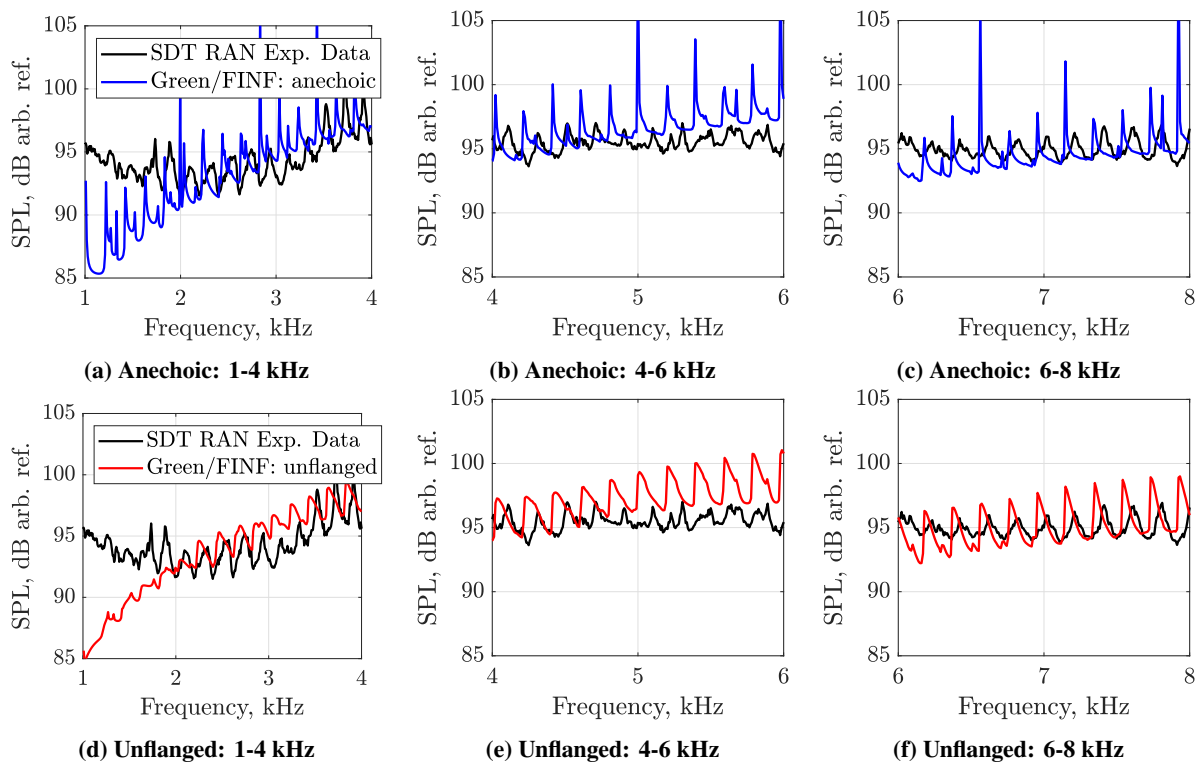 105
100
95
90
85
SPL, dB arb. ref.
SDT RAN Exp. Data
Green/FINF: anechoic
1 2 3 4
Frequency, kHz
(a) Anechoic: 1-4 kHz
105
100
95
90
85
SPL, dB arb. ref.
4 5 6
Frequency, kHz
(b) Anechoic: 4-6 kHz
105
100
95
90
85
SPL, dB arb. ref.
6 7 8
Frequency, kHz
(c) Anechoic: 6-8 kHz
105
100
95
90
85
SPL, dB arb. ref.
SDT RAN Exp. Data
Green/FINF: unflanged
1 2 3 4
Frequency, kHz
(d) Unflanged: 1-4 kHz
105
100
95
90
85
SPL, dB arb. ref.
4 5 6
Frequency, kHz
(e) Unflanged: 4-6 kHz
105
100
95
90
85
SPL, dB arb. ref.
6 7 8
Frequency, kHz
(f) Unflanged: 6-8 kHz